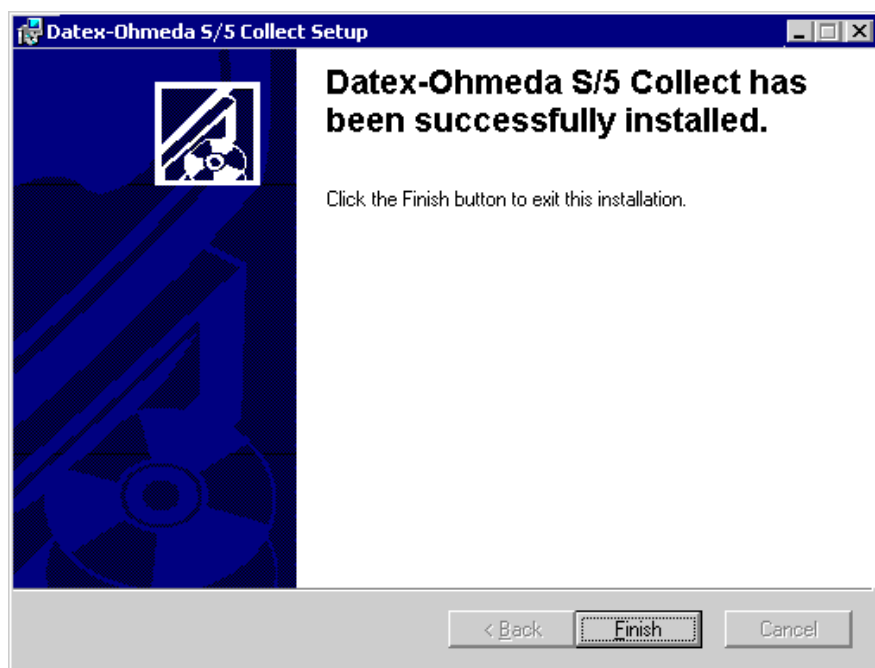 Datex-Ohmeda S/5 Collect Setup
Datex-Ohmeda S/5 Collect has
been successfully installed.
Click the Finish button to exit this installation.
< Back
Finish
Cancel